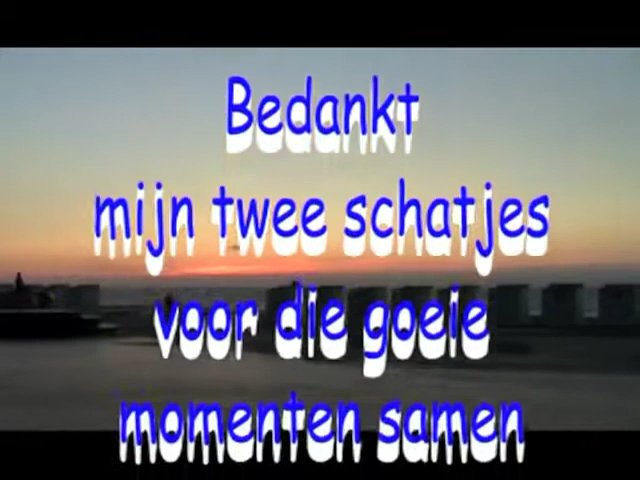 Bedankt
mijn twee schatjes
voor die goeie
momenten samen